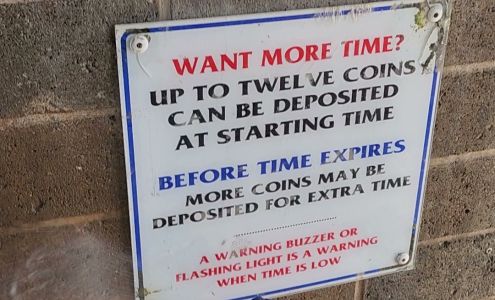 WANT MORE TIME?
UP TO TWELVE COINS
CAN BE DEPOSITED
AT STARTING TIME
BEFORE TIME EXPIRES
MORE COINS MAY BE
DEPOSITED FOR EXTRA TIME
A WARNING BUZZER OR
FLASHING LIGHT IS A WARNING
WHEN TIME IS LOW